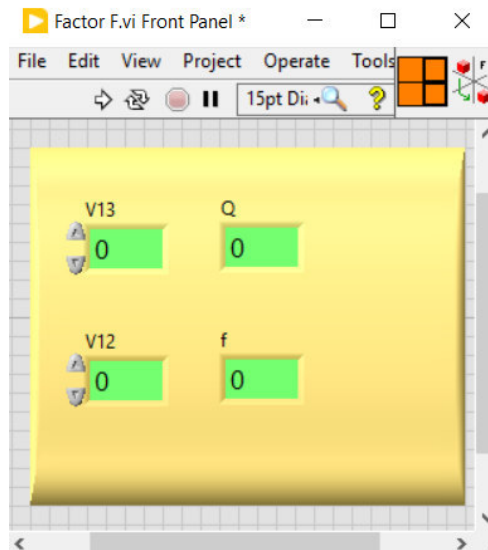 Factor F.vi Front Panel *
File Edit View Project Operate Tools
15pt Di
F
V13 Q
0 0
V12 f
0 0